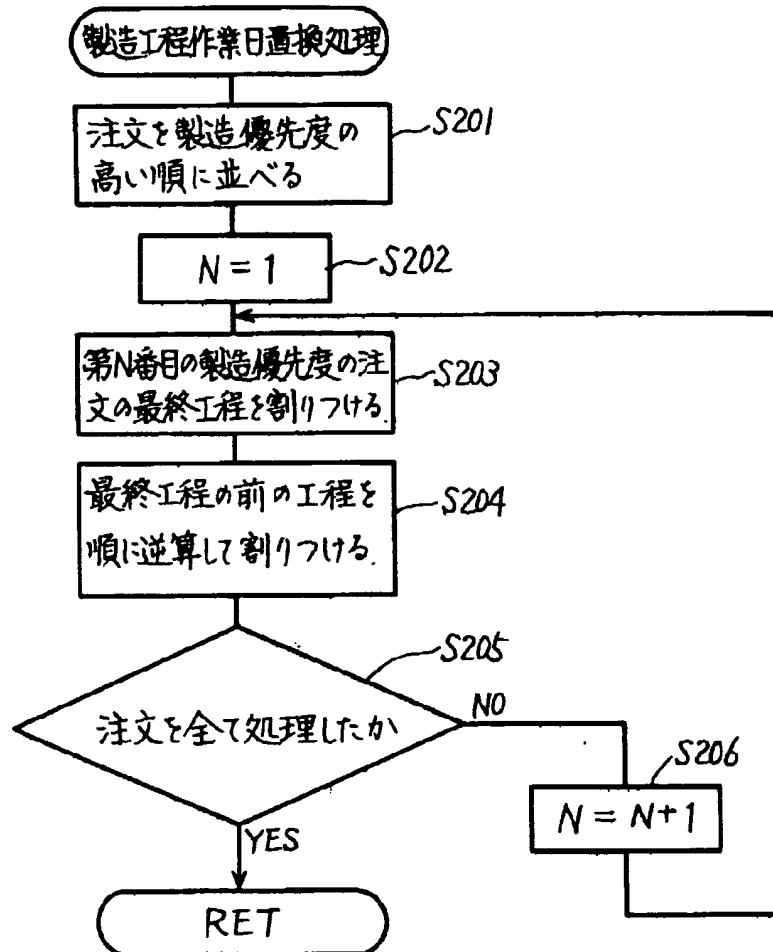 製造工程作業日置換処理
注文を製造優先度の
高い順に並べる
S201
N=1
S202
第N番目の製造優先度の注
文の最終工程を割りつける.
S203
最終工程の前の工程を
順に逆算して割りつける.
S204
注文を全て処理したか
S205
NO
N=N+1
S206
YES
RET